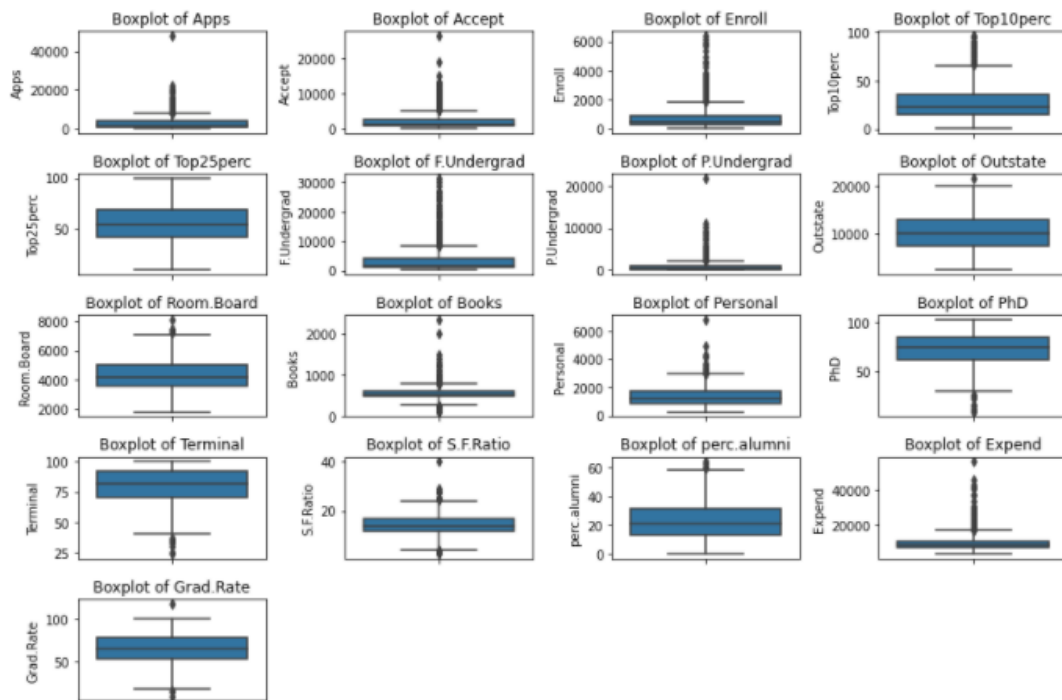 Boxplot of Apps
Boxplot of Accept
Boxplot of Enroll
Boxplot of Top10perc
Apps
40000
20000
0
Accept
20000
10000
0
Enroll
6000
4000
2000
0
Top10perc
100
50
0
Boxplot of Top25perc
Boxplot of F.Undergrad
Boxplot of P.Undergrad
Boxplot of Outstate
Top25perc
100
50
F.Undergrad
30000
20000
10000
0
P.Undergrad
20000
10000
0
Outstate
20000
10000
Boxplot of Room.Board
Boxplot of Books
Boxplot of Personal
Boxplot of PhD
Room.Board
8000
6000
4000
2000
Books
2000
1000
0
Personal
6000
4000
2000
0
PhD
100
50
Boxplot of Terminal
Boxplot of S.F.Ratio
Boxplot of perc.alumni
Boxplot of Expend
Terminal
100
75
50
25
S.F.Ratio
40
20
perc.alumni
60
40
20
0
Expend
40000
20000
0
Boxplot of Grad.Rate
Grad.Rate
100
50